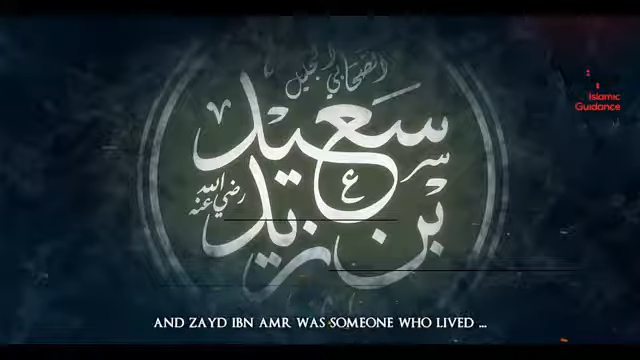 الصحابي الجليل
سعيد
بن زيد
رضي الله عنه
Islamic
Guidance
AND ZAYD IBN AMR WAS SOMEONE WHO LIVED ...